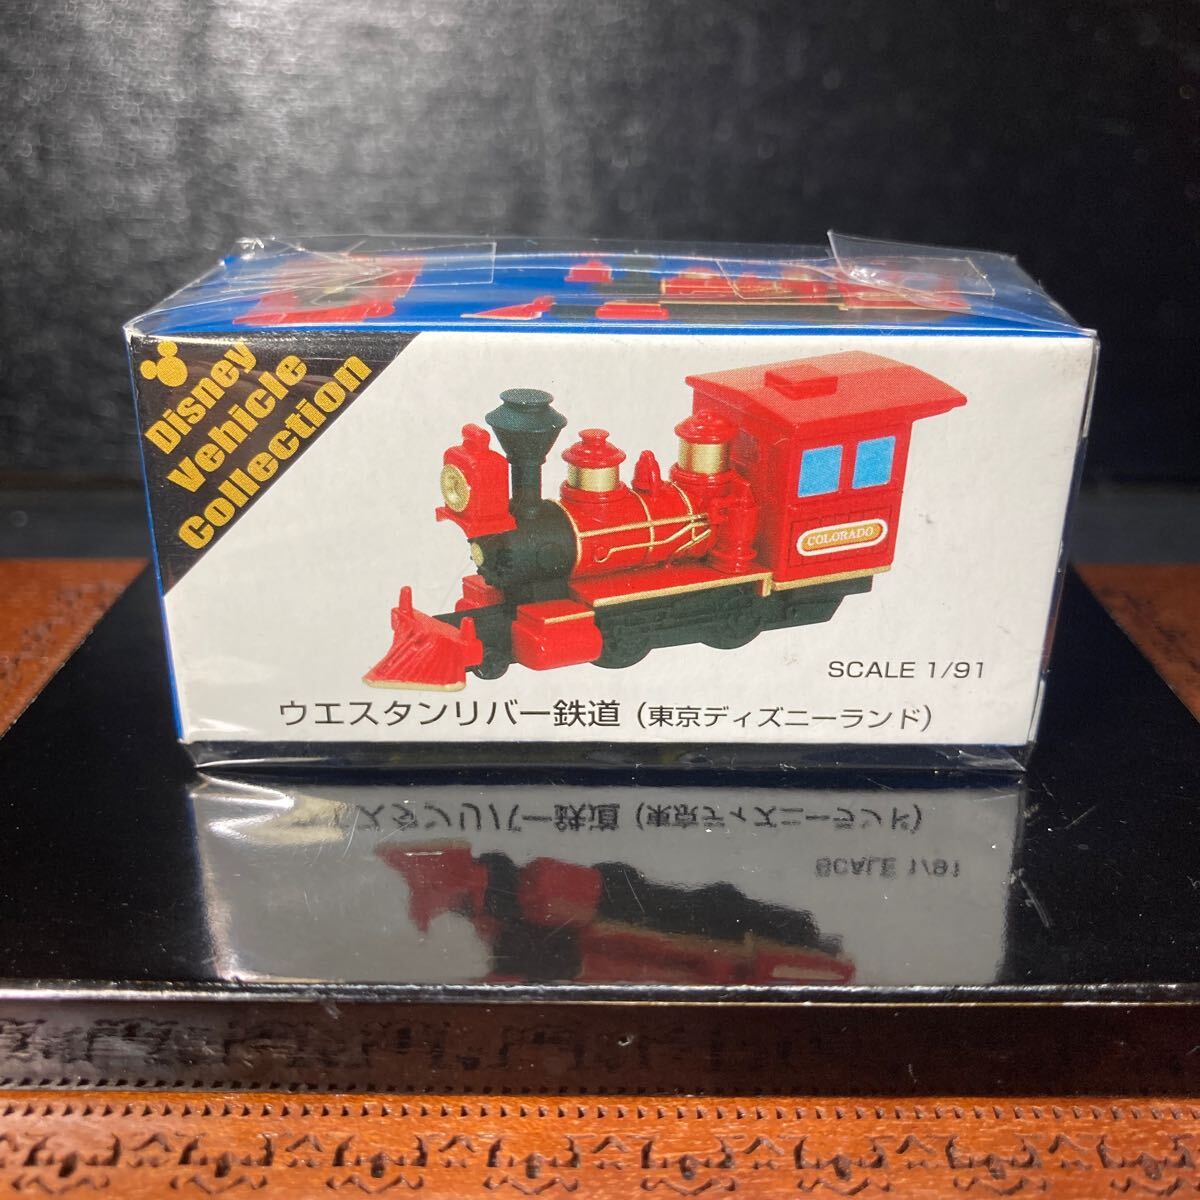 Disney
Vehicle
Collection
COLORADO
SCALE 1/91
ウエスタンリバー鉄道（東京ディズニーランド）